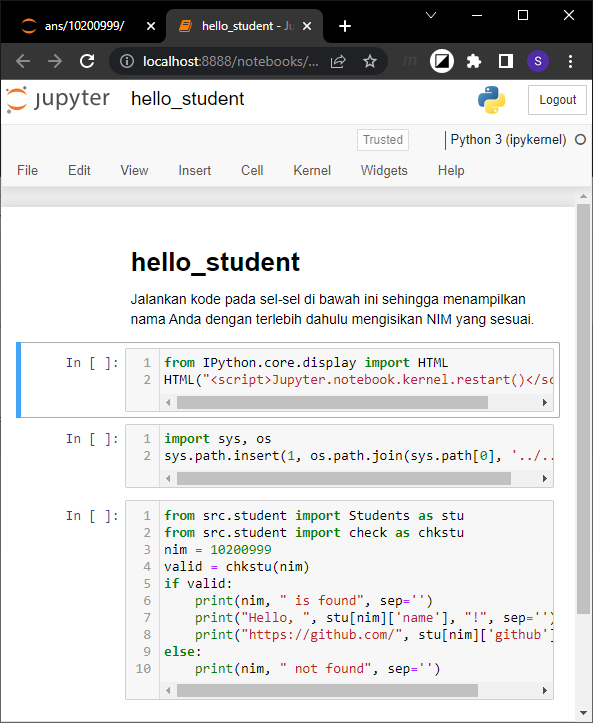 ans/10200999/
hello_student - Ju
localhost:8888/notebooks/...
S
jupyter hello_student
Logout
Trusted
Python 3 (ipykernel)
File Edit View Insert Cell Kernel Widgets Help
hello_student
Jalankan kode pada sel-sel di bawah ini sehingga menampilkan
nama Anda dengan terlebih dahulu mengisikan NIM yang sesuai.
In [ ]:
1 from IPython.core.display import HTML
2 HTML("<script>Jupyter.notebook.kernel.restart()</sc
In [ ]:
1 import sys, os
2 sys.path.insert(1, os.path.join(sys.path[0], '../..
In [ ]:
1 from src.student import Students as stu
2 from src.student import check as chkstu
3 nim = 10200999
4 valid = chkstu(nim)
5 if valid:
6     print(nim, " is found", sep='')
7     print("Hello, ", stu[nim]['name'], "!", sep='')
8     print("https://github.com/", stu[nim]['github']
9 else:
10     print(nim, " not found", sep='')